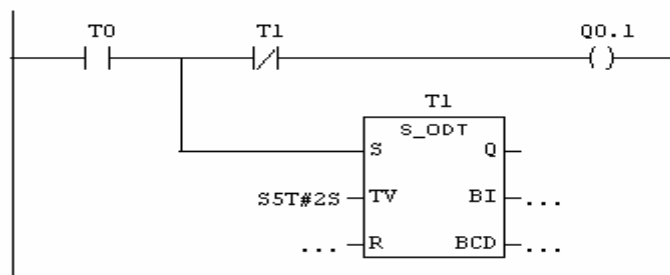 T0 T1 Q0.1
T1
S_ODT
S Q
S5T#2S TV BI ...
... R BCD ...